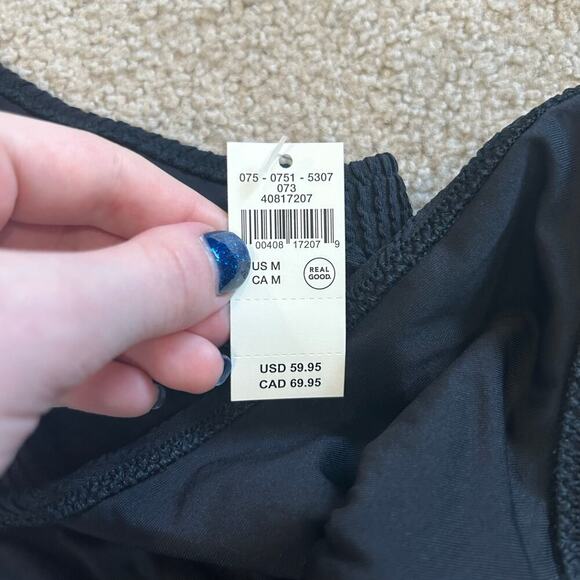 075 - 0751 - 5307
073
40817207
00408 17207 9
US M
CA M
REAL
GOOD.
USD 59.95
CAD 69.95